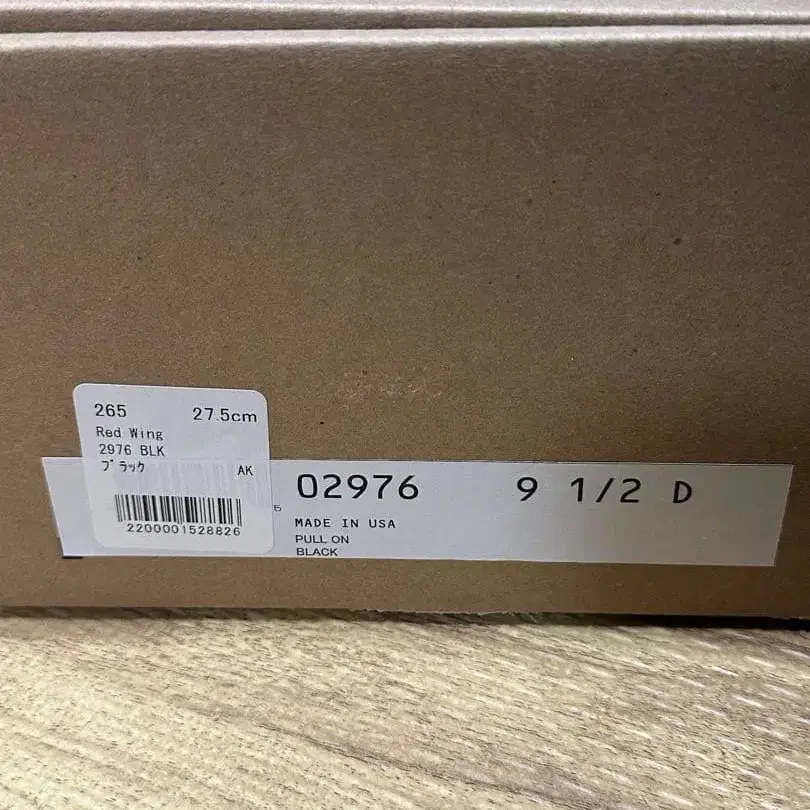 265 27.5cm
Red Wing
2976 BLK
ブラック AK
2200001528826
02976 9 1/2 D
MADE IN USA
PULL ON
BLACK